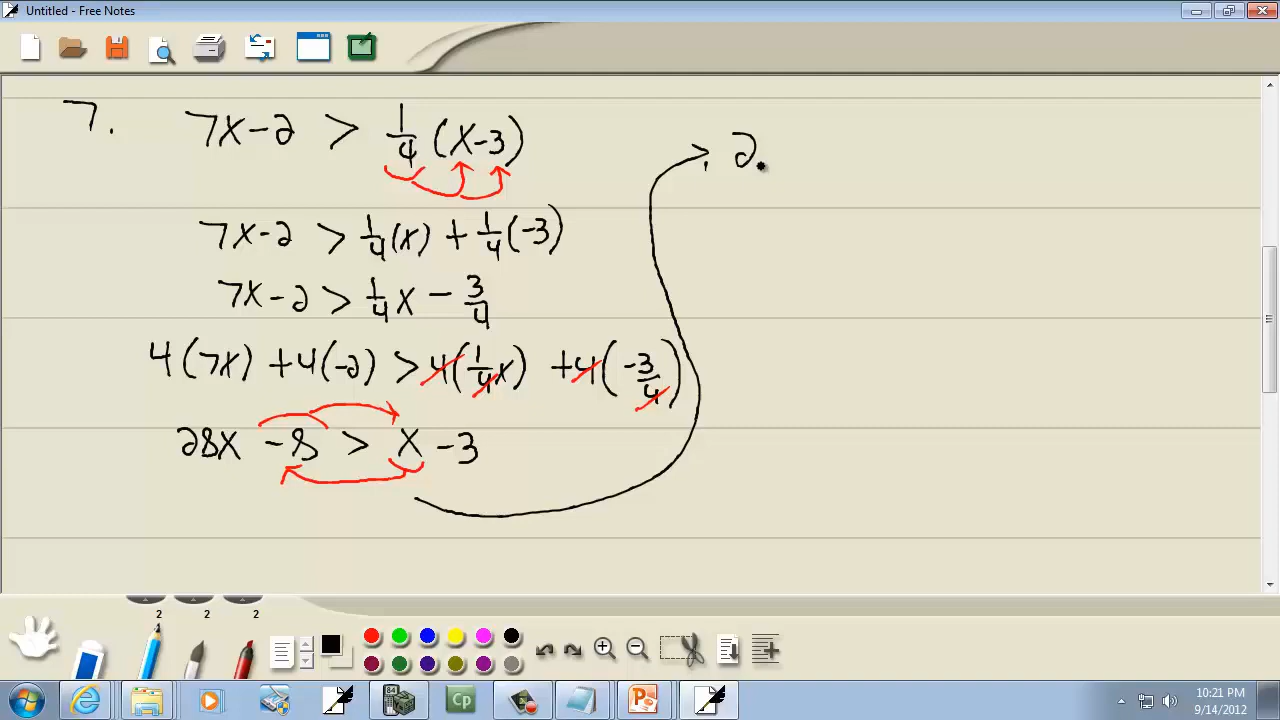 Untitled - Free Notes
7. 7x-2 > 1/4 (x-3)
7x-2 > 1/4(x) + 1/4(-3)
7x-2 > 1/4x - 3/4
4(7x) +4(-2) > 4(1/4x) +4(-3/4)
28x -8 > x -3
2
2 2 2
84
Cp
P
10:21 PM
9/14/2012